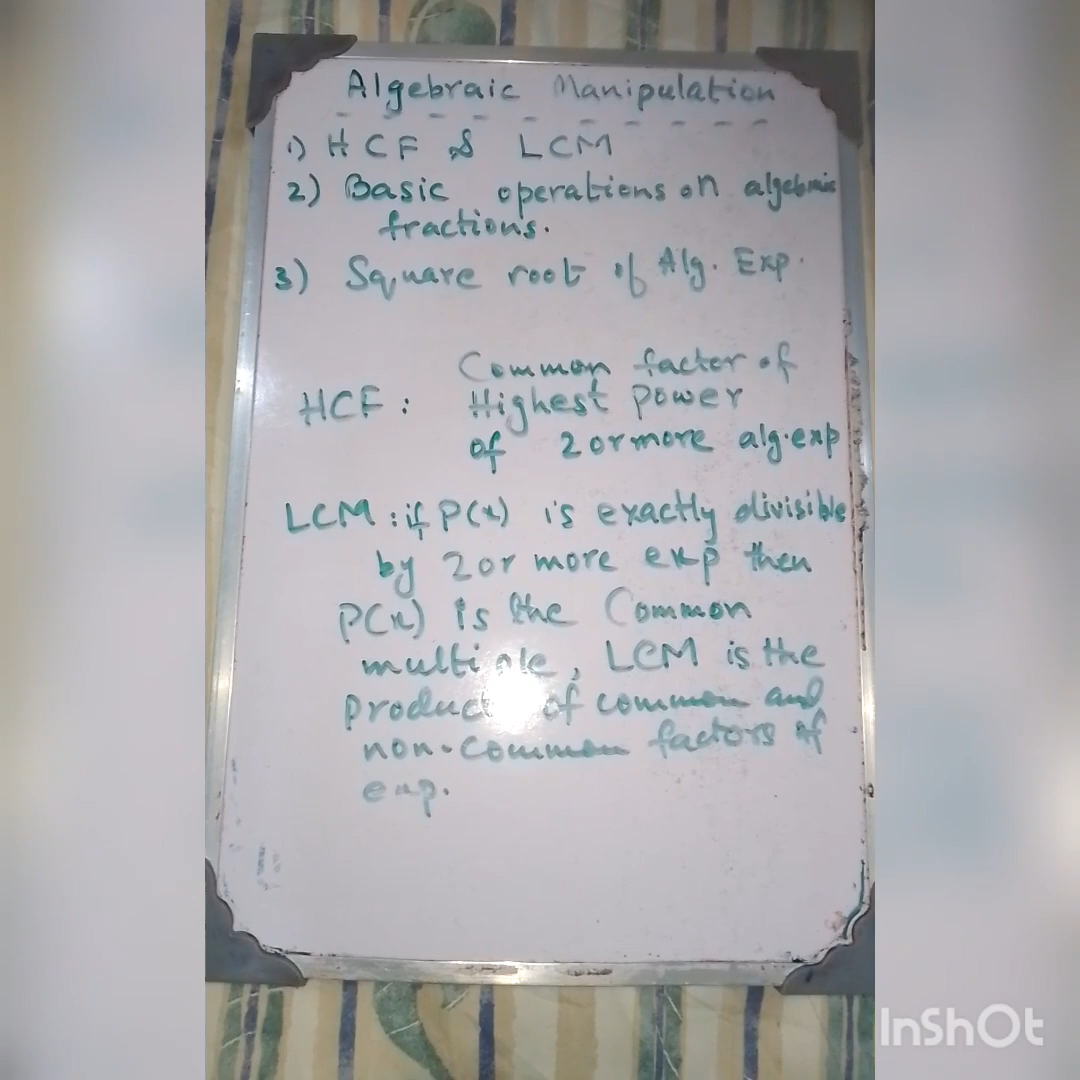 Algebraic Manipulation
1) HCF & LCM
2) Basic operations on algebraic
fractions.
3) Square root of Alg. Exp.
Common factor of
HCF : Highest power
of 2 or more alg.exp
LCM : if P(x) is exactly divisible
by 2 or more exp then
P(x) is the Common
multiple, LCM is the
product of common and
non-common factors of
exp.
InShOt